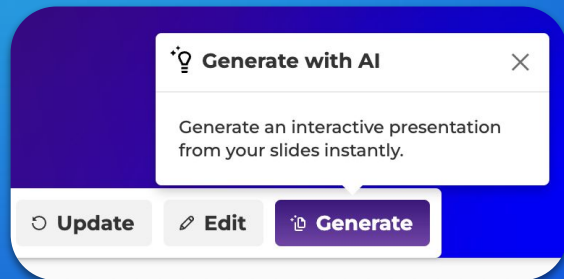 Generate with AI
Generate an interactive presentation
from your slides instantly.
Update Edit Generate